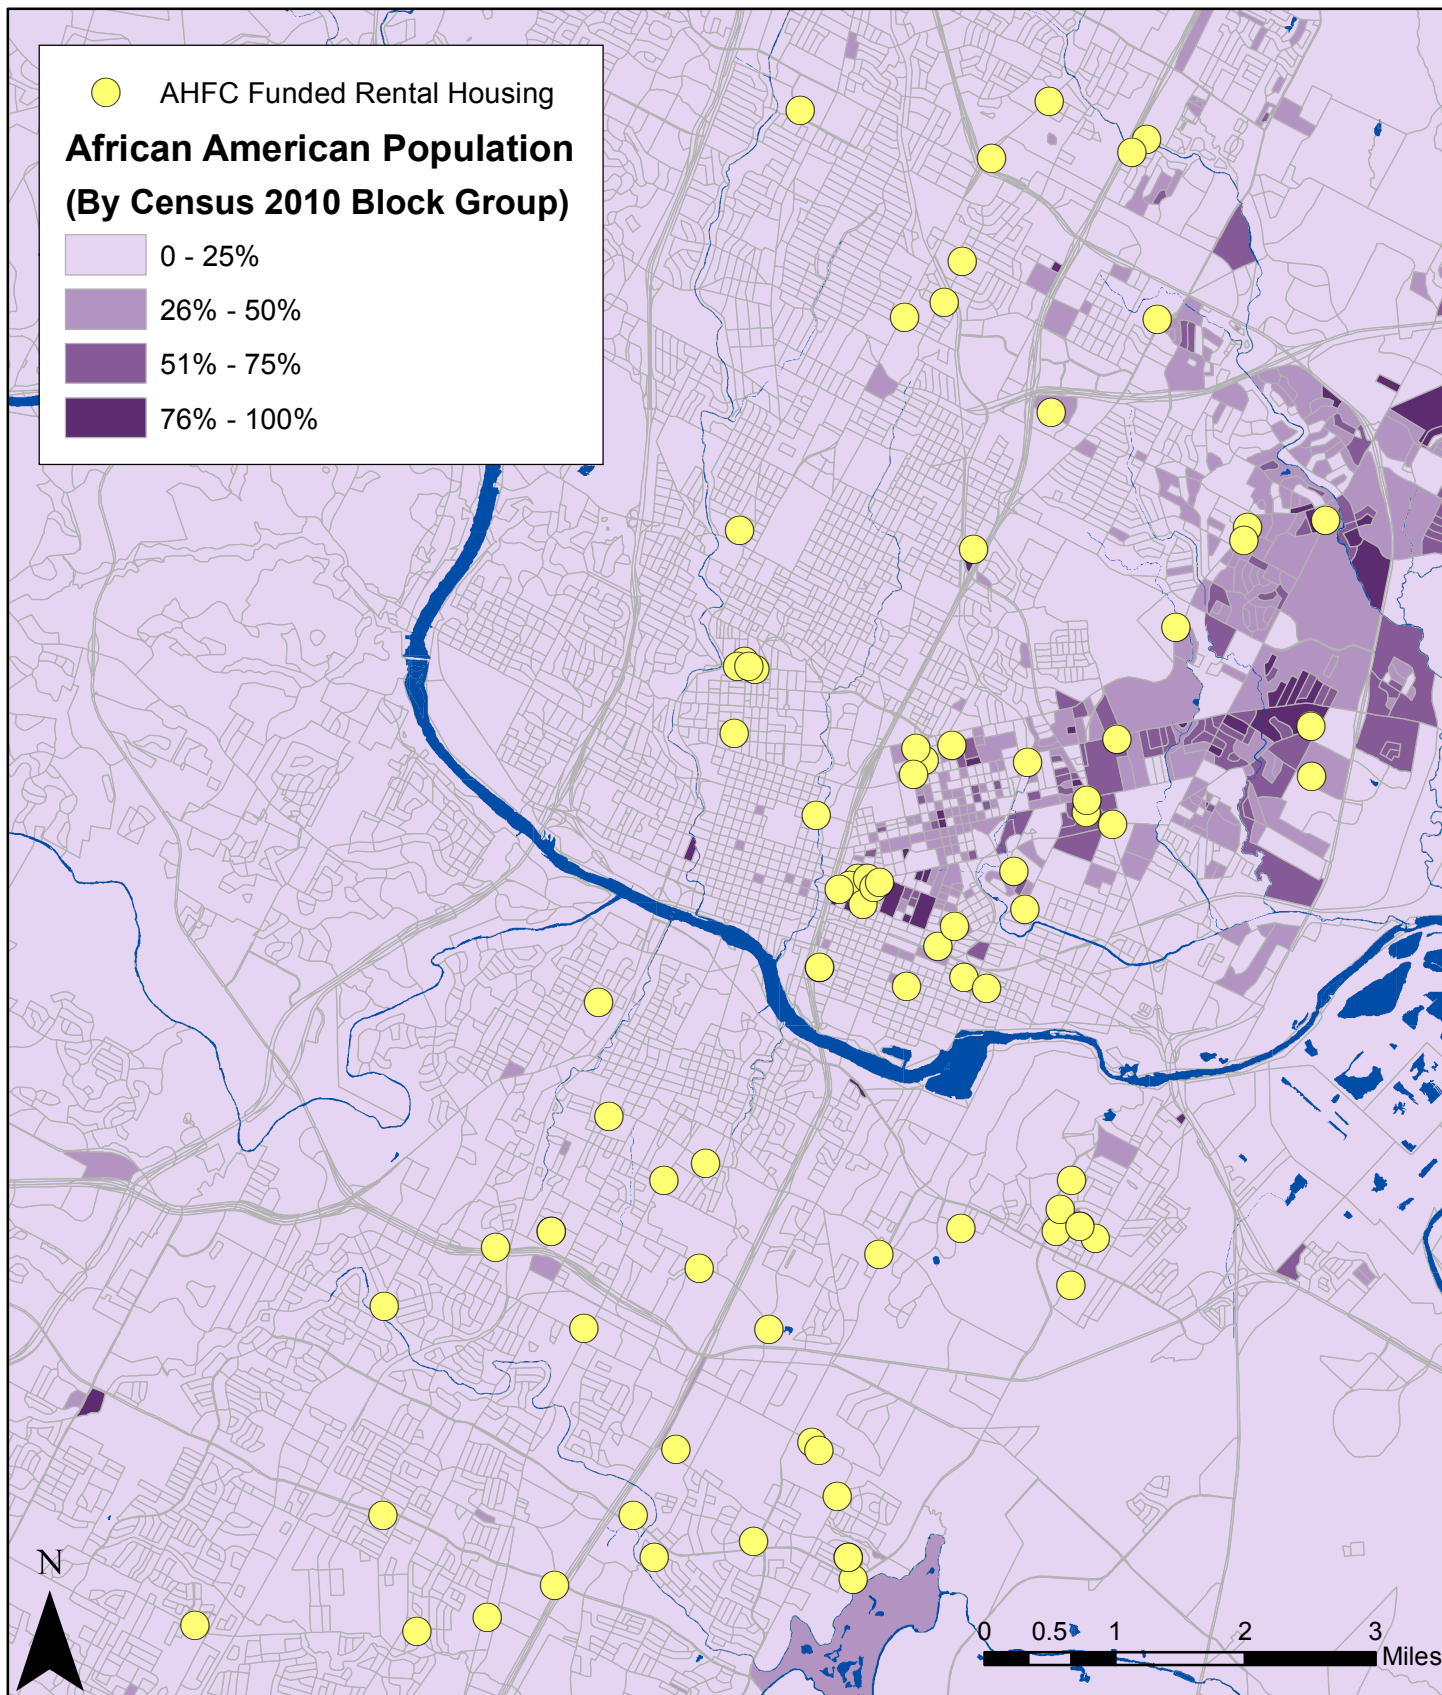 AHFC Funded Rental Housing
African American Population
(By Census 2010 Block Group)
0 - 25%
26% - 50%
51% - 75%
76% - 100%
N
0 0.5 1 2 3
Miles